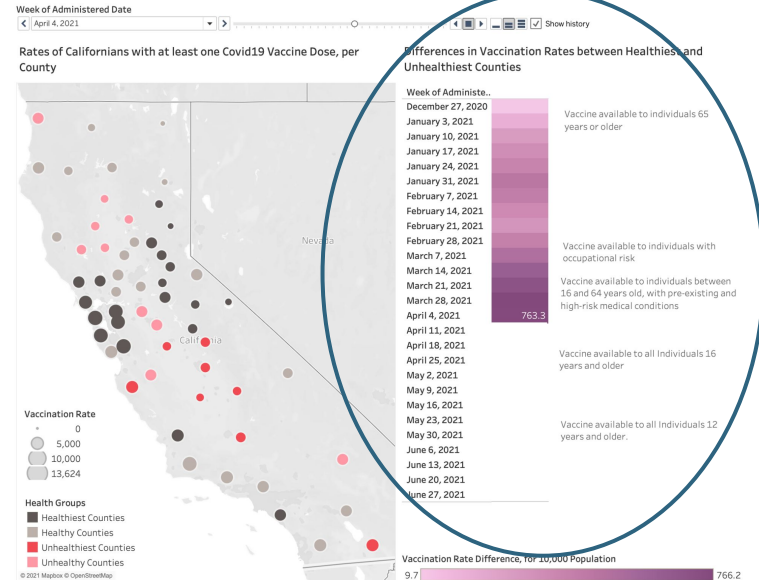 Week of Administered Date
April 4, 2021
Show history
Rates of Californians with at least one Covid19 Vaccine Dose, per
County
Nevada
California
Vaccination Rate
0
5,000
10,000
13,624
Health Groups
Healthiest Counties
Healthy Counties
Unhealthiest Counties
Unhealthy Counties
© 2021 Mapbox © OpenStreetMap
Differences in Vaccination Rates between Healthiest and
Unhealthiest Counties
Week of Administe..
December 27, 2020
January 3, 2021
January 10, 2021
January 17, 2021
January 24, 2021
January 31, 2021
February 7, 2021
February 14, 2021
February 21, 2021
February 28, 2021
March 7, 2021
March 14, 2021
March 21, 2021
March 28, 2021
April 4, 2021 763.3
April 11, 2021
April 18, 2021
April 25, 2021
May 2, 2021
May 9, 2021
May 16, 2021
May 23, 2021
May 30, 2021
June 6, 2021
June 13, 2021
June 20, 2021
June 27, 2021
Vaccine available to individuals 65
years or older
Vaccine available to individuals with
occupational risk
Vaccine available to individuals between
16 and 64 years old, with pre-existing and
high-risk medical conditions
Vaccine available to all Individuals 16
years and older
Vaccine available to all Individuals 12
years and older.
Vaccination Rate Difference, for 10,000 Population
9.7 766.2